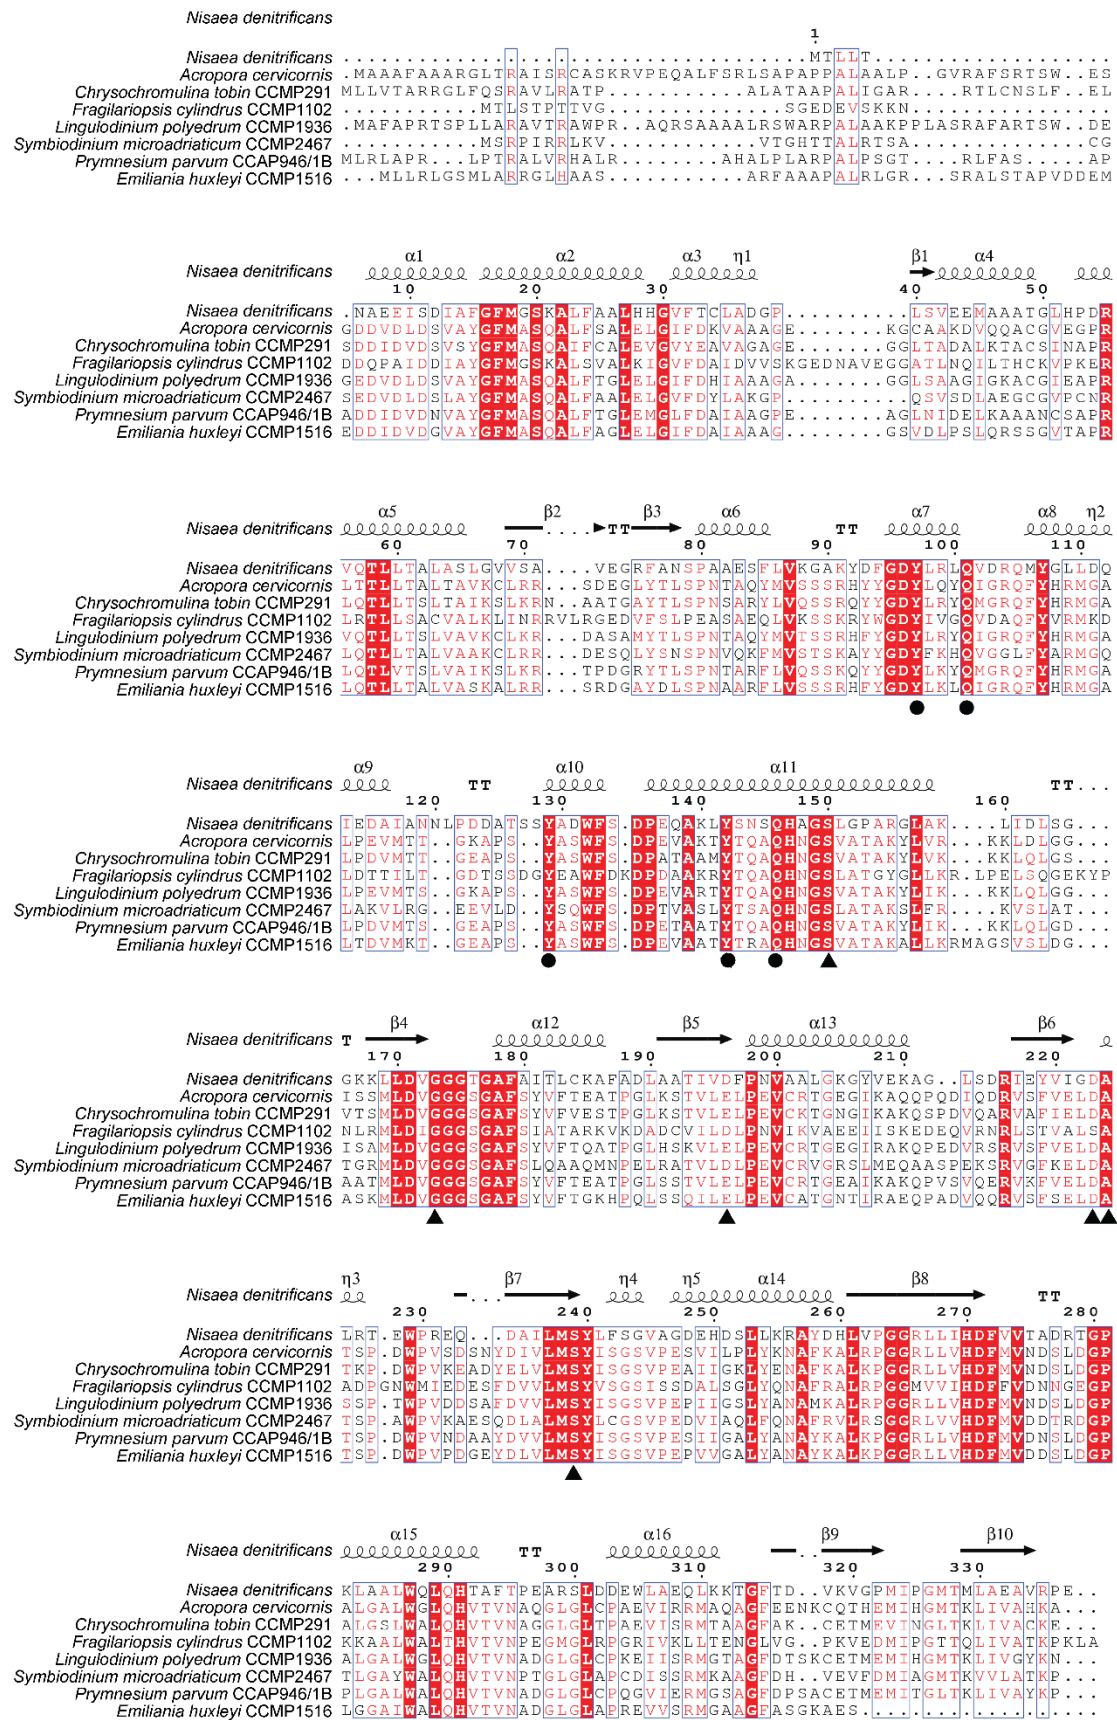 Nisaea denitrificans
1
Nisaea denitrificans ............................MTLLT...............
Acropora cervicornis .MAAAFAAARGLTRAISRCASKRVPEQALFSRLSAPAPPALAALP...GVRAFSRTSW..ES
Chrysochromulina tobin CCMP291 MLLVTARRGLFQSRAVLRATP.......ALATAAPALIGAR.....RTLCNSLF..EL
Fragilariopsis cylindrus CCMP1102 .........MTLSTPTTVG...........SGEDEVSKKN.............
Lingulodinium polyedrum CCMP1936 .MAFAPRTSPLLARAVTRAWPR..AQRSAAAALRSWARPALAAKPPLASRAFARTSW..DE
Symbiodinium microadriaticum CCMP2467 .........MSRPIRRLKV..........VTGHTTALRTSA..............CG
Prymnesium parvum CCAP946/1B MLRLAPR...LPTRALVRHALR......AHALPLARPALPSGT....RLFAS....AP
Emiliania huxleyi CCMP1516 ...MLLRLGSMLARRGLHAAS........ARFAAAPALRLGR...SRALSTAPVDDEM
α1 α2 α3 η1 β1 α4
Nisaea denitrificans
10 20 30 40 50
Nisaea denitrificans .NAEEISDIAFGFMGSKALFAALHHGVFTCLADGP..........LSVEEMAAATGLHPDR
Acropora cervicornis GDDVDLDSVAYGFMASQALFSALELGIFDKVAAAGE........KGCAAKDVQQACGVEGPR
Chrysochromulina tobin CCMP291 SDDIDVDSVSYGFMASQAIFCALEVGVYEAVAGAGE........GGLTADALKTACSINAPR
Fragilariopsis cylindrus CCMP1102 DDQPAIDDIAYGFMGSKALSVALKIGVFDAIDVVSKGEDNAVEGGATLNQILTHCKVPKER
Lingulodinium polyedrum CCMP1936 GEDVDLDSIAYGFMASQALFTGLELGIFDHIAAAGA........GGLSAAGIGKACGIEAPR
Symbiodinium microadriaticum CCMP2467 SEDVDLDSLAYGFMASQALFAALELGVFDYLAKGP..........QSVSDLAEGCGVPCNR
Prymnesium parvum CCAP946/1B ADDIDVDNVAYGFMASQALFTGLEMGLFDAIAAGPE......AGLNIDELKAAANCSAPR
Emiliania huxleyi CCMP1516 EDDIDVDGVAYGFMASQALFAGLELGIFDAIAAAG........GSVDLPSLQRSSGVTAPR
α5 β2 β3 α6 α7 α8 η2
Nisaea denitrificans TT TT
60 70 80 90 100 110
Nisaea denitrificans VQTLLTALASLGVVSA....VEGRFANSPAAESFLVKGAKYDFGDYLRLQVDRQMYGLLDQ
Acropora cervicornis LTTLLTALTAVKCLRR...SDEGLYTLSPNTAQYMVSSSRQYYGDYLQYQIGRQFYHRMGA
Chrysochromulina tobin CCMP291 LQTLLTSLTAIKSLKRN..AATGAYTLSPNSARYLVQSSRQYYGDYLRYQMGRQFYHRMGA
Fragilariopsis cylindrus CCMP1102 LRTLLSACVALKLINRRVLRGEDVFSLPEASAEQLVKSSKRYWGDYIVGQVDAQFYVRMKD
Lingulodinium polyedrum CCMP1936 VQTLLTSLVALKCLRR...DASAMYTLSPNTAQYMVTSSRHFYGDYLRYQIGRQFYHRMGA
Symbiodinium microadriaticum CCMP2467 LQTLLTALVAAKCLRR...DESQLYSNSPNVQKFMVSTSKAYYGDYFKHQVGGLFYARMGQ
Prymnesium parvum CCAP946/1B LQTLVTSLVAIKSLRR...TPDGRYTLSPNTARFLVQSSKQYYGDYLKYQMGRQFYHRMGA
Emiliania huxleyi CCMP1516 LQTLLTALVASKALRR...SRDGAYDLSPNAARFLVSSSRHFYGDYLKLQIGRQFYHRMGA
α9 α10 α11
Nisaea denitrificans TT TT....
120 130 140 150 160
Nisaea denitrificans IEDAIANNLPDDATSSYADWFS.DPEQAKLYSNSQHAGSLGPARGLAK....LIDLSG...
Acropora cervicornis LPEVMTT..GKAPS..YASWFS.DPEVAKTYTQAQHNGSVATAKYLVR...KKLDLGG...
Chrysochromulina tobin CCMP291 LPDVMTT..GEAPS..YASWFS.DPATAAMYTQAQHNGSVATAKYLIK...KKLQLGS...
Fragilariopsis cylindrus CCMP1102 LDTTILT..GDTSSDGYEAWFDKDPDAAKRYTQAQHNGSLATGYGLLKR.LPELSQGEKYP
Lingulodinium polyedrum CCMP1936 LPEVMTS..GKAPS..YASWFS.DPEVARTYTQAQHNGSVATAKYLIK...KKLQLGG...
Symbiodinium microadriaticum CCMP2467 LAKVLRG..EEVLD..YSQWFS.DPTVASLYTSAQHNGSLATAKSLFR....KVSLAT...
Prymnesium parvum CCAP946/1B LPDVMTS..GEAPS..YASWFS.DPEAATYTQAQHNGSVATAKYLIK...KKLQLGD...
Emiliania huxleyi CCMP1516 LTDVMKT..GEAPS..YASWFS.DPEVAATYTRAQHNGSVATAKALLKRMAGSVSLDG...
β4 α12 β5 α13 β6
Nisaea denitrificans T
170 180 190 200 210 220
Nisaea denitrificans GKKLLDVGGGTGAFAITLCKAFADLAATIVDFPNVAALGKGYVEKAG..LSDRIEYVIGDA
Acropora cervicornis ISSMLDVGGGSGAFSYVFTEATPGLKSTVLELPEVCRTGEGIKAQQPQDIQARVSFIELDA
Chrysochromulina tobin CCMP291 VTSMLDVGGGSGAFSYVFVESTPGLKSTVLELPEVCKTGNGIKAKQSPDVQARVAFIELDA
Fragilariopsis cylindrus CCMP1102 NLRMLDIGGGSGAFSIATARKVKDADCVILDLPNVIKVAEEIISKEDEQVRNRLSTVALSA
Lingulodinium polyedrum CCMP1936 ISAMLDVGGGSGAFSYVFTQATPGLHSKVLELPEVCRTGEGIRAKQPEDVRSRVSFVELDA
Symbiodinium microadriaticum CCMP2467 TGRMLDVGGGSGAFSLQAAQMNPELRATVLDLPEVCRVGRSLMEQAASPEKSRVGFKELDA
Prymnesium parvum CCAP946/1B AATMLDVGGGSGAFSYVFTEATPGLSSTVLELPEVCRTGEAIKAKQPVSVQERVKFVELDA
Emiliania huxleyi CCMP1516 ASKMLDVGGGSGAFSYVFTGKHPQLSSQILELPEVCATGNTIRAEQPADVQQRVSFSELDA
η3 β7 η4 η5 α14 β8
Nisaea denitrificans ... TT
230 240 250 260 270 280
Nisaea denitrificans LRT.EWPREQ...DAILMSYLFSGVAGDEHDSLLKRAYDHLVPGGRLLIHDFVVTADRTGP
Acropora cervicornis TSP.DWPVSDSNYDIVLMSYISGSVPESVILPLYKNAFKALRPGGRLLVHDFMVNDSLDGP
Chrysochromulina tobin CCMP291 TKP.DWPVKEADYELVLMSYISGSVPEAIIGKLYENAFKALKPGGRLLVHDFMVNDSLDGP
Fragilariopsis cylindrus CCMP1102 ADPGNWMIEDESFDVVLMSYVSGSISSDALSGLYQNAFRALRPGGMVVIHDFFVDNNGEGP
Lingulodinium polyedrum CCMP1936 SSP.TWPVDDSAFDVVLMSYISGSVPEPIIGSLYANAMKALRPGGRLLVHDFMVDNSLDGP
Symbiodinium microadriaticum CCMP2467 TSP.AWPVKAESQDLALMSYLCGSVPEDVIAQLFQNAFRVLRSGGRLLVHDFMVDDTRDGP
Prymnesium parvum CCAP946/1B TSP.DWPVNDAAYDVVLMSYISGSVPESIIGALYANAYKALKPGGRLLVHDFMVDNSLDGP
Emiliania huxleyi CCMP1516 TSP.DWPVPDGEYDLVLMSYISGSVPEPVVGALYANAYKALKPGGRLLVHDFMVDDSLDGP
α15 α16 β9 β10
Nisaea denitrificans TT ..
290 300 310 320 330
Nisaea denitrificans KLAALWQLQHTAFTPEARSLDDEWLAEQLKKTGFTD..VKVGPMIPGMTMLAEAVRPE..
Acropora cervicornis ALGALWALQHVTVNAQGLGLCPAEVIRRMAQAGFEENKCQTHEMIHGMTKLIVAHKA...
Chrysochromulina tobin CCMP291 ALGSLWALQHVTVNAGGLGLTPAEVISRMTAAGFAK..CETMEVINGLTKLIVACKE...
Fragilariopsis cylindrus CCMP1102 KKAALWALTHVTVNPEGMGLRPGRIVKLLTENGLVG..PKVEDMIPGTTQLIVATKPKLA
Lingulodinium polyedrum CCMP1936 ALGALWGLQHVTVNADGLGLCPKEIISRMGTAGFDTSKCETMEMIHGMTKLIVGYKN...
Symbiodinium microadriaticum CCMP2467 TLGAYWALQHVTVNPTGLGLAPCDISSRMKAAGFDH..VEVFDMIAGMTKVVLATKP...
Prymnesium parvum CCAP946/1B PLGALWALQHVTVNADGLGLCPQGVIERMGSAGFDPSACETMEMITGLTKLIVAYKP...
Emiliania huxleyi CCMP1516 LGGAIWALQHVTVNADGLGLAPREVVSRMGAAGFASGKAES...................